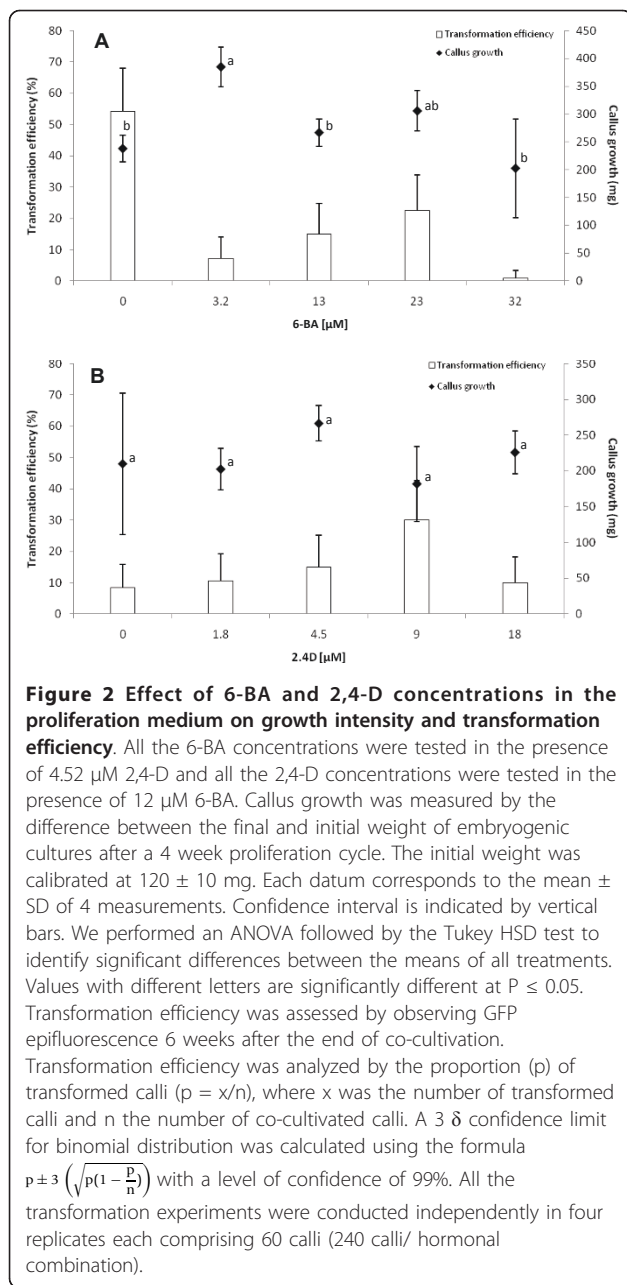 A
Transformation efficiency
Callus growth
Transformation efficiency (%)
80
70
60
50
40
30
20
10
0
b
a
b
ab
b
450
400
350
300
250
200
150
100
50
0
Callus growth (mg)
0 3.2 13 23 32
6-BA [µM]
B
Transformation efficiency
Callus growth
Transformation efficiency (%)
80
70
60
50
40
30
20
10
0
a
a
a
a
a
350
300
250
200
150
100
50
0
Callus growth (mg)
0 1.8 4.5 9 18
2.4D [µM]
Figure 2 Effect of 6-BA and 2,4-D concentrations in the
proliferation medium on growth intensity and transformation
efficiency. All the 6-BA concentrations were tested in the presence
of 4.52 µM 2,4-D and all the 2,4-D concentrations were tested in the
presence of 12 µM 6-BA. Callus growth was measured by the
difference between the final and initial weight of embryogenic
cultures after a 4 week proliferation cycle. The initial weight was
calibrated at 120 ± 10 mg. Each datum corresponds to the mean ±
SD of 4 measurements. Confidence interval is indicated by vertical
bars. We performed an ANOVA followed by the Tukey HSD test to
identify significant differences between the means of all treatments.
Values with different letters are significantly different at P ≤ 0.05.
Transformation efficiency was assessed by observing GFP
epifluorescence 6 weeks after the end of co-cultivation.
Transformation efficiency was analyzed by the proportion (p) of
transformed calli (p = x/n), where x was the number of transformed
calli and n the number of co-cultivated calli. A 3 δ confidence limit
for binomial distribution was calculated using the formula
p ± 3 (√p(1 − p/n)) with a level of confidence of 99%. All the
transformation experiments were conducted independently in four
replicates each comprising 60 calli (240 calli/ hormonal
combination).